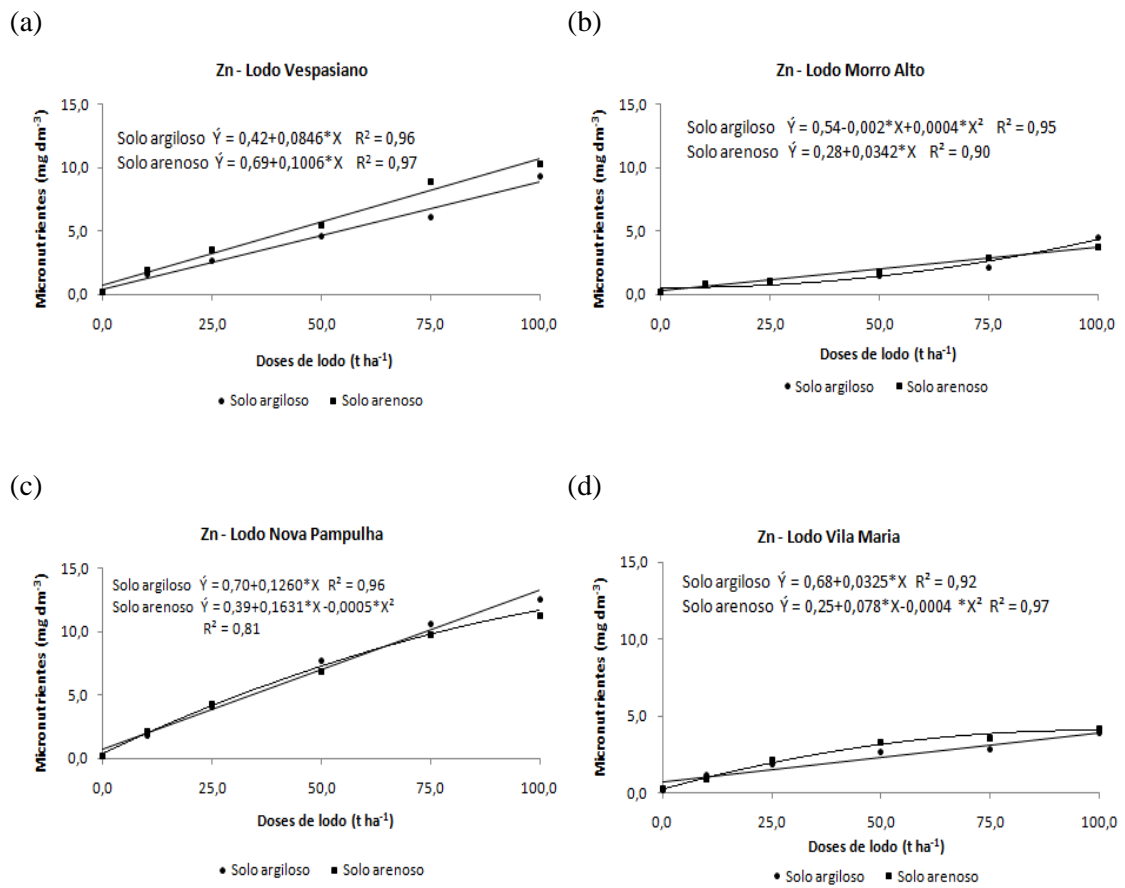 (a)
Zn - Lodo Vespasiano
Micronutrientes (mg dm⁻³)
15,0
10,0
5,0
0,0
Solo argiloso Ý = 0,42+0,0846*X R² = 0,96
Solo arenoso Ý = 0,69+0,1006*X R² = 0,97
0,0 25,0 50,0 75,0 100,0
Doses de lodo (t ha⁻¹)
● Solo argiloso ■ Solo arenoso
(b)
Zn - Lodo Morro Alto
Micronutrientes (mg dm⁻³)
15,0
10,0
5,0
0,0
Solo argiloso Ý = 0,54-0,002*X+0,0004*X² R² = 0,95
Solo arenoso Ý = 0,28+0,0342*X R² = 0,90
0,0 25,0 50,0 75,0 100,0
Doses de lodo (t ha⁻¹)
● Solo argiloso ■ Solo arenoso
(c)
Zn - Lodo Nova Pampulha
Micronutrientes (mg dm⁻³)
15,0
10,0
5,0
0,0
Solo argiloso Ý = 0,70+0,1260*X R² = 0,96
Solo arenoso Ý = 0,39+0,1631*X -0,0005*X²
R² = 0,81
0,0 25,0 50,0 75,0 100,0
Doses de lodo (t ha⁻¹)
● Solo argiloso ■ Solo arenoso
(d)
Zn - Lodo Vila Maria
Micronutrientes (mg dm⁻³)
15,0
10,0
5,0
0,0
Solo argiloso Ý = 0,68+0,0325*X R² = 0,92
Solo arenoso Ý = 0,25+0,078*X-0,0004 *X² R² = 0,97
0,0 25,0 50,0 75,0 100,0
Doses de lodo (t ha⁻¹)
● Solo argiloso ■ Solo arenoso